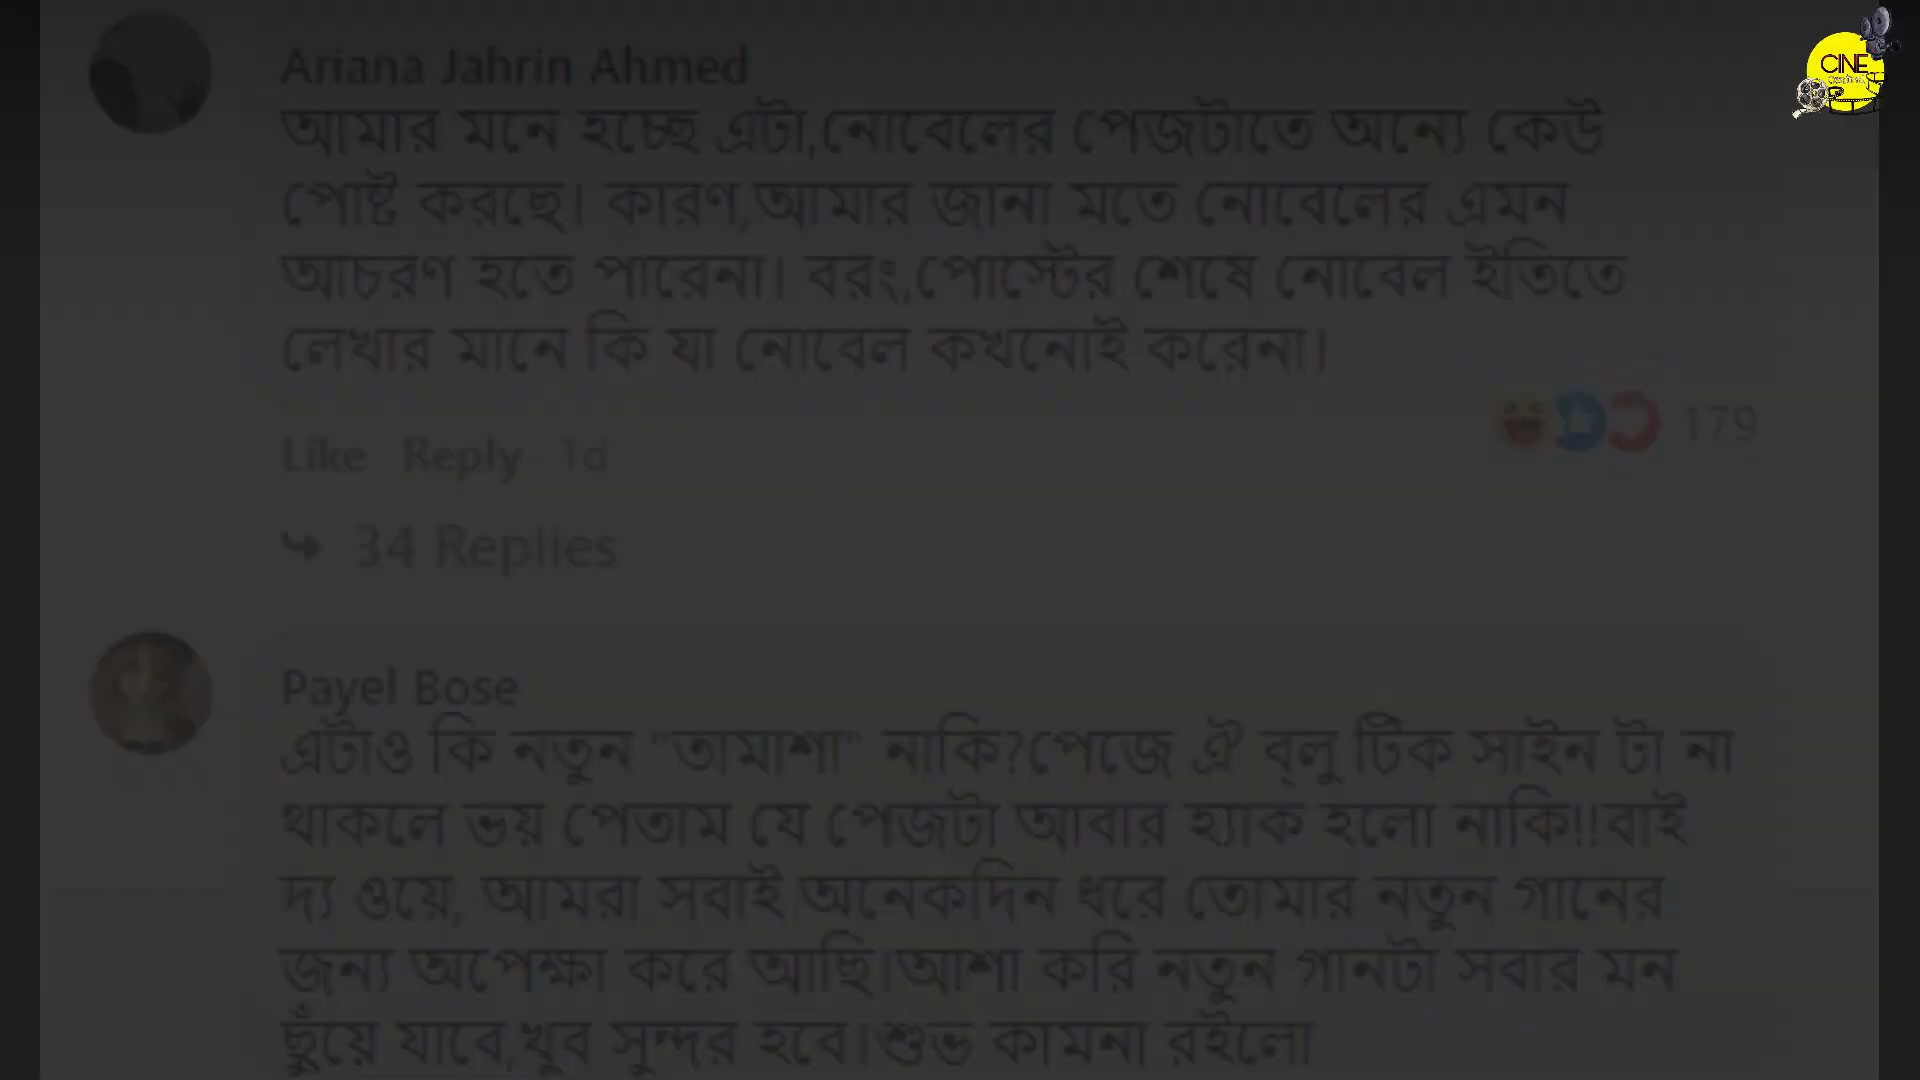 CINE
Ariana Jahrin Ahmed
আমার মনে হচ্ছে এটা,নোবেলের পেজটাতে অন্যে কেউ
পোষ্ট করছে। কারণ,আমার জানা মতে নোবেলের এমন
আচরণ হতে পারেনা। বরং,পোস্টের শেষে নোবেল ইতিতে
লেখার মানে কি যা নোবেল কখনোই করেনা।
179
Like Reply · 1d
34 Replies
Payel Bose
এটাও কি নতুন "তামাশা" নাকি?পেজে ঐ ব্লু টিক সাইন টা না
থাকলে ভয় পেতাম যে পেজটা আবার হ্যাক হলো নাকি!!বাই
দ্য ওয়ে, আমরা সবাই অনেকদিন ধরে তোমার নতুন গানের
জন্য অপেক্ষা করে আছি।আশা করি নতুন গানটা সবার মন
ছুঁয়ে যাবে,খুব সুন্দর হবে।শুভ কামনা রইলো